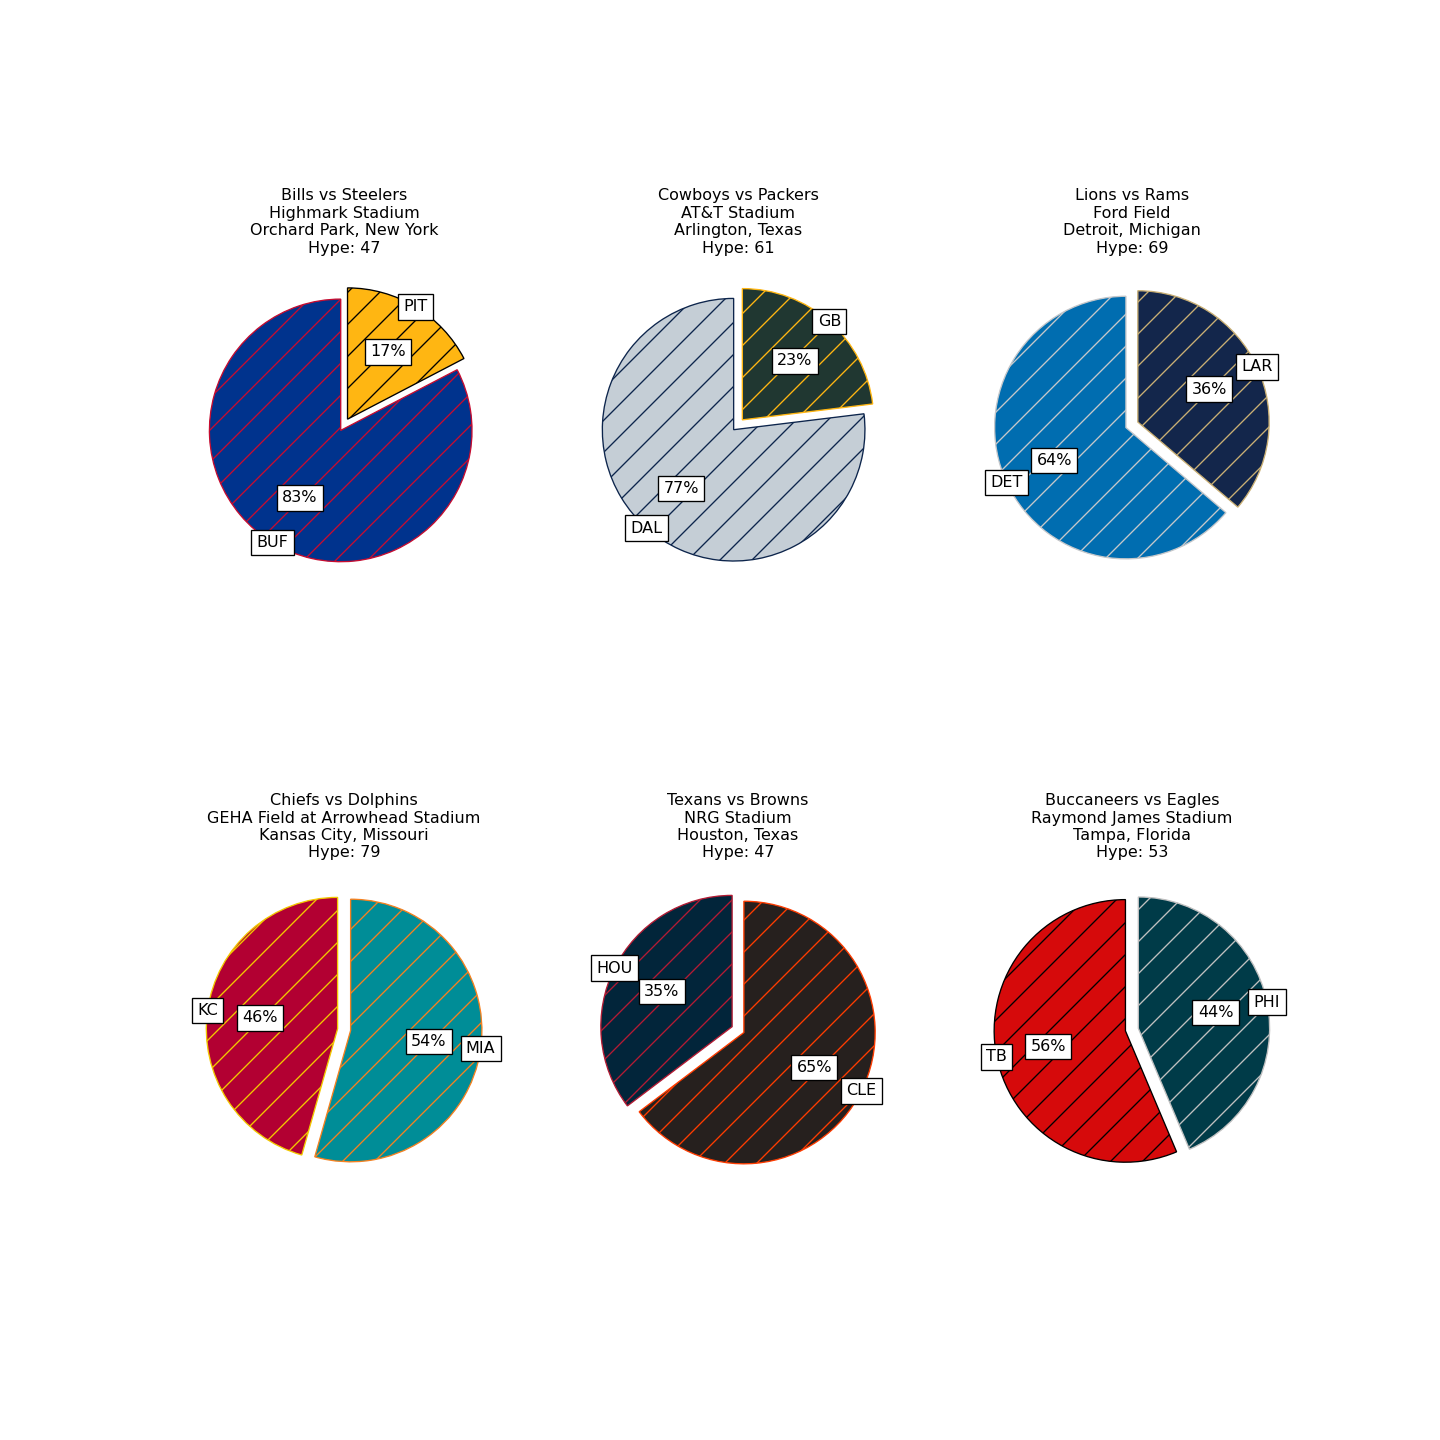 Bills vs Steelers
Highmark Stadium
Orchard Park, New York
Hype: 47
PIT
17%
83%
BUF
Cowboys vs Packers
AT&T Stadium
Arlington, Texas
Hype: 61
GB
23%
77%
DAL
Lions vs Rams
Ford Field
Detroit, Michigan
Hype: 69
LAR
36%
64%
DET
Chiefs vs Dolphins
GEHA Field at Arrowhead Stadium
Kansas City, Missouri
Hype: 79
KC
46%
54%
MIA
Texans vs Browns
NRG Stadium
Houston, Texas
Hype: 47
HOU
35%
65%
CLE
Buccaneers vs Eagles
Raymond James Stadium
Tampa, Florida
Hype: 53
PHI
44%
56%
TB